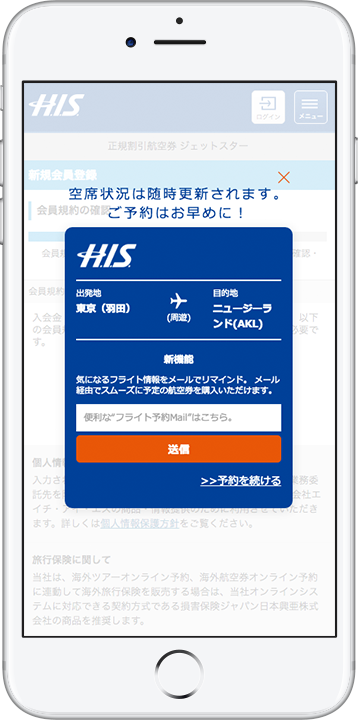 H.I.S.
ログイン
メニュー
正規割引航空券 ジェットスター
新規会員登録
空席状況は随時更新されます。
会員規約の確認
ご予約はお早めに！
H.I.S.
出発地
目的地
東京（羽田）
(周遊)
ニュージーラ
ンド(AKL)
新機能
気になるフライト情報をメールでリマインド。 メール
経由でスムーズに予定の航空券を購入いただけます。
便利な“フライト予約Mail”はこちら。
送信
>>予約を続ける
個人情
託先を
ます。詳しくは個人情報保護方針をご覧ください。
旅行保険に関して
当社は、海外ツアーオンライン予約、海外航空券オンライン予約
に連動して海外旅行保険を販売する場合は、当社オンラインシス
テムに対応できる契約方式である損害保険ジャパン日本興亜株式
会社の商品を推奨します。